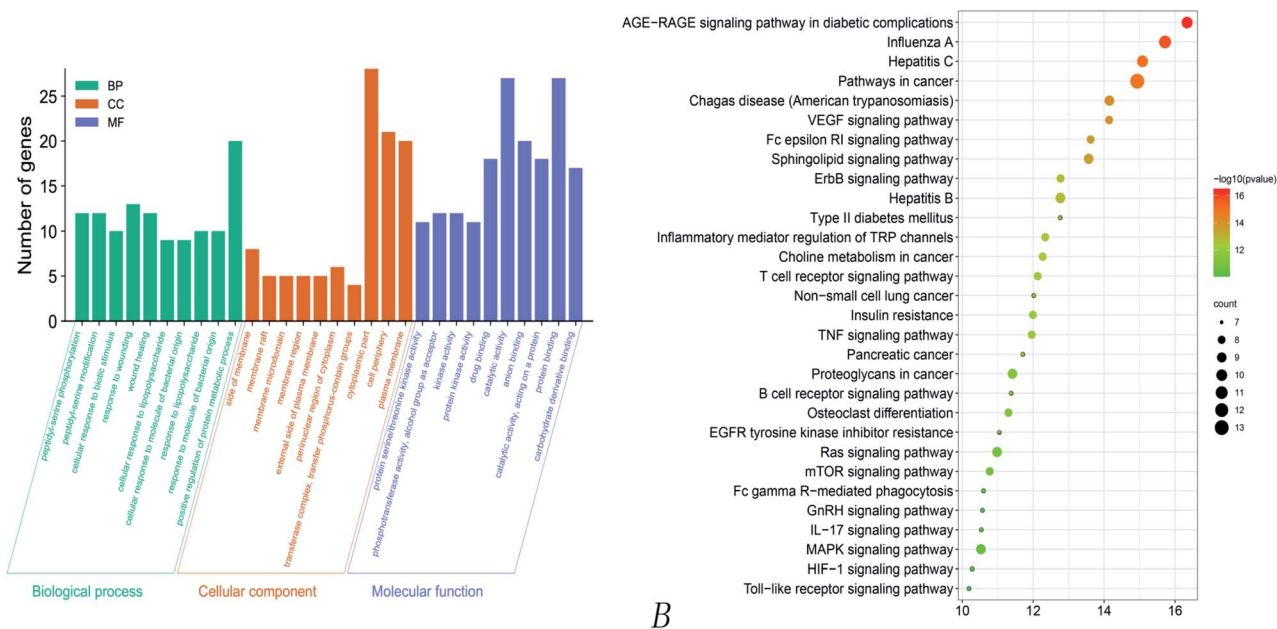 Number of genes
25
20
15
10
5
0
BP
CC
MF
peptidyl-serine phosphorylation
peptidyl-serine modification
cellular response to biotic stimulus
response to wounding
wound healing
cellular response to lipopolysaccharide
cellular response to molecule of bacterial origin
response to lipopolysaccharide
response to molecule of bacterial origin
positive regulation of protein metabolic process
side of membrane
membrane raft
membrane microdomain
membrane region
external side of plasma membrane
perinuclear region of cytoplasm
transferase complex, transfer phosphorus-contain groups
cytoplasmic part
cell periphery
plasma membrane
protein serine/threonine kinase activity
phosphotransferase activity, alcohol group as acceptor
kinase activity
protein kinase activity
drug binding
catalytic activity
anion binding
catalytic activity, acting on a protein
protein binding
carbohydrate derivative binding
Biological process
Cellular component
Molecular function
B
AGE−RAGE signaling pathway in diabetic complications
Influenza A
Hepatitis C
Pathways in cancer
Chagas disease (American trypanosomiasis)
VEGF signaling pathway
Fc epsilon RI signaling pathway
Sphingolipid signaling pathway
ErbB signaling pathway
Hepatitis B
Type II diabetes mellitus
Inflammatory mediator regulation of TRP channels
Choline metabolism in cancer
T cell receptor signaling pathway
Non−small cell lung cancer
Insulin resistance
TNF signaling pathway
Pancreatic cancer
Proteoglycans in cancer
B cell receptor signaling pathway
Osteoclast differentiation
EGFR tyrosine kinase inhibitor resistance
Ras signaling pathway
mTOR signaling pathway
Fc gamma R−mediated phagocytosis
GnRH signaling pathway
IL−17 signaling pathway
MAPK signaling pathway
HIF−1 signaling pathway
Toll−like receptor signaling pathway
10
12
14
16
−log10(pvalue)
16
14
12
count
7
8
9
10
11
12
13